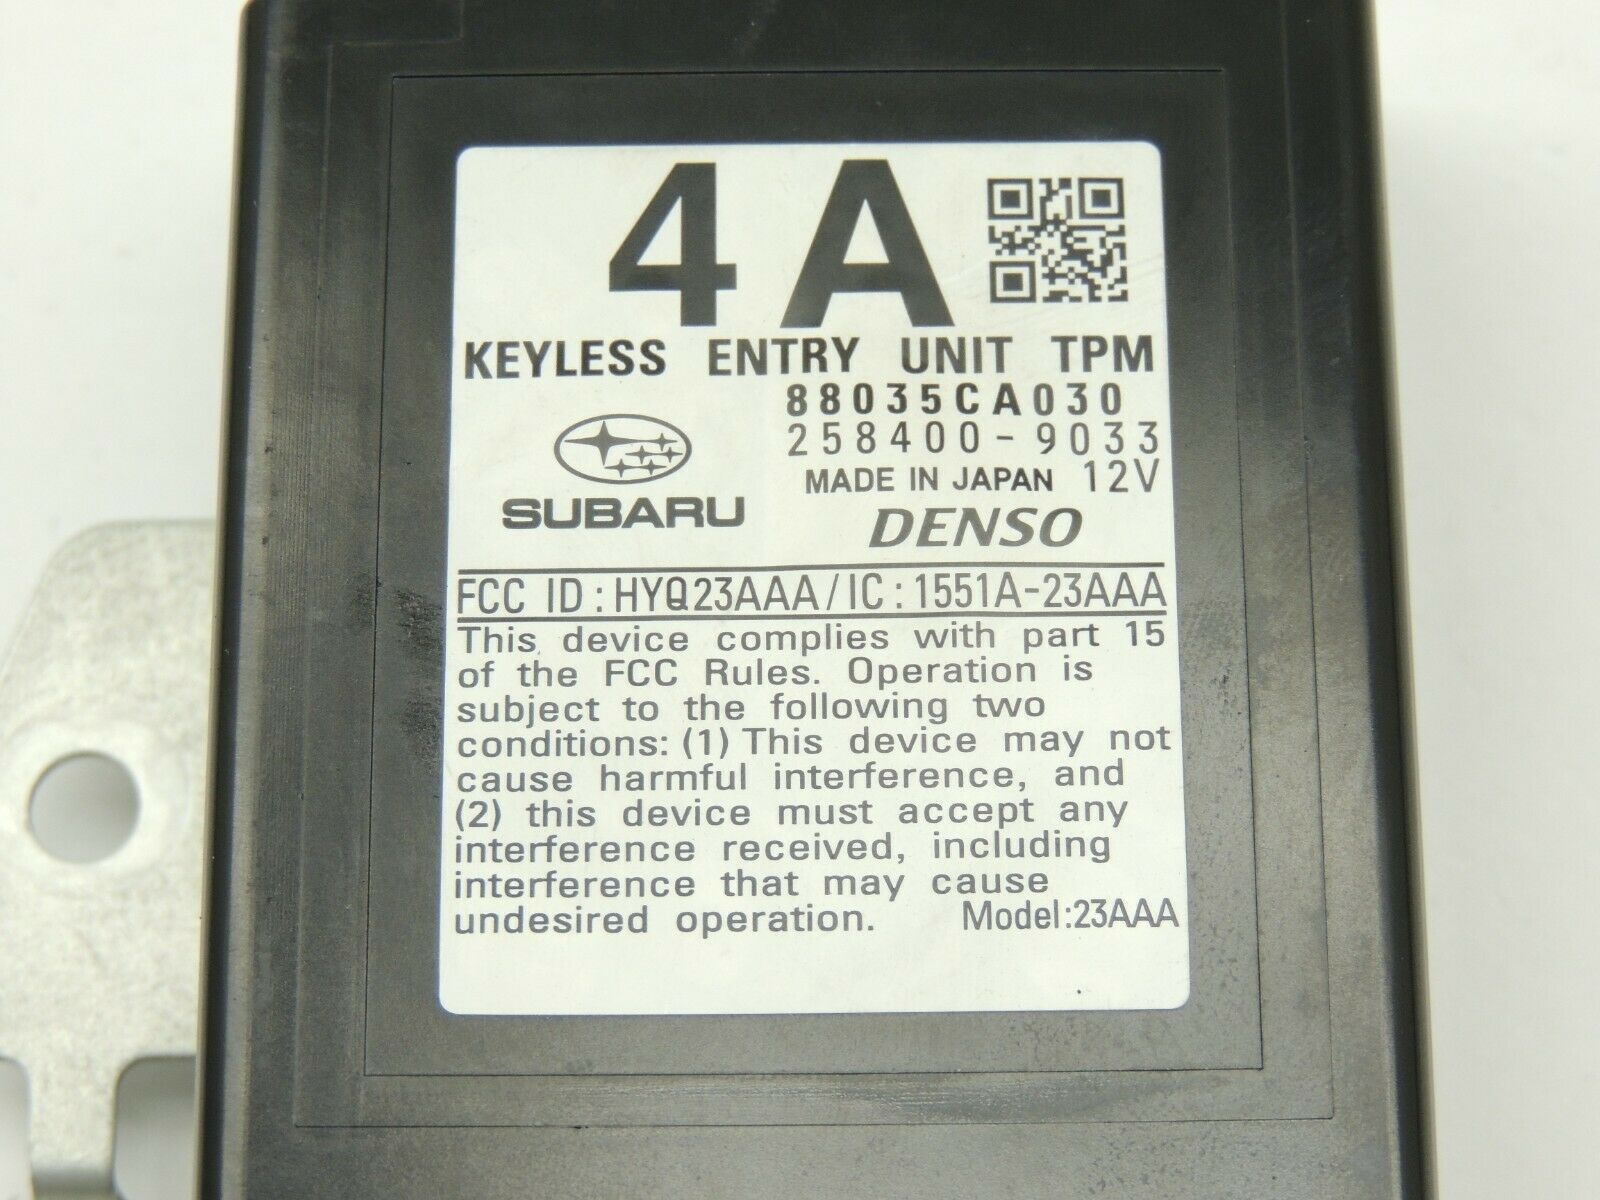 4A
KEYLESS ENTRY UNIT TPM
88035CA030
258400-9033
MADE IN JAPAN 12V
SUBARU
DENSO
FCC ID : HYQ23AAA / IC : 1551A-23AAA
This device complies with part 15
of the FCC Rules. Operation is
subject to the following two
conditions: (1) This device may not
cause harmful interference, and
(2) this device must accept any
interference received, including
interference that may cause
undesired operation. Model:23AAA